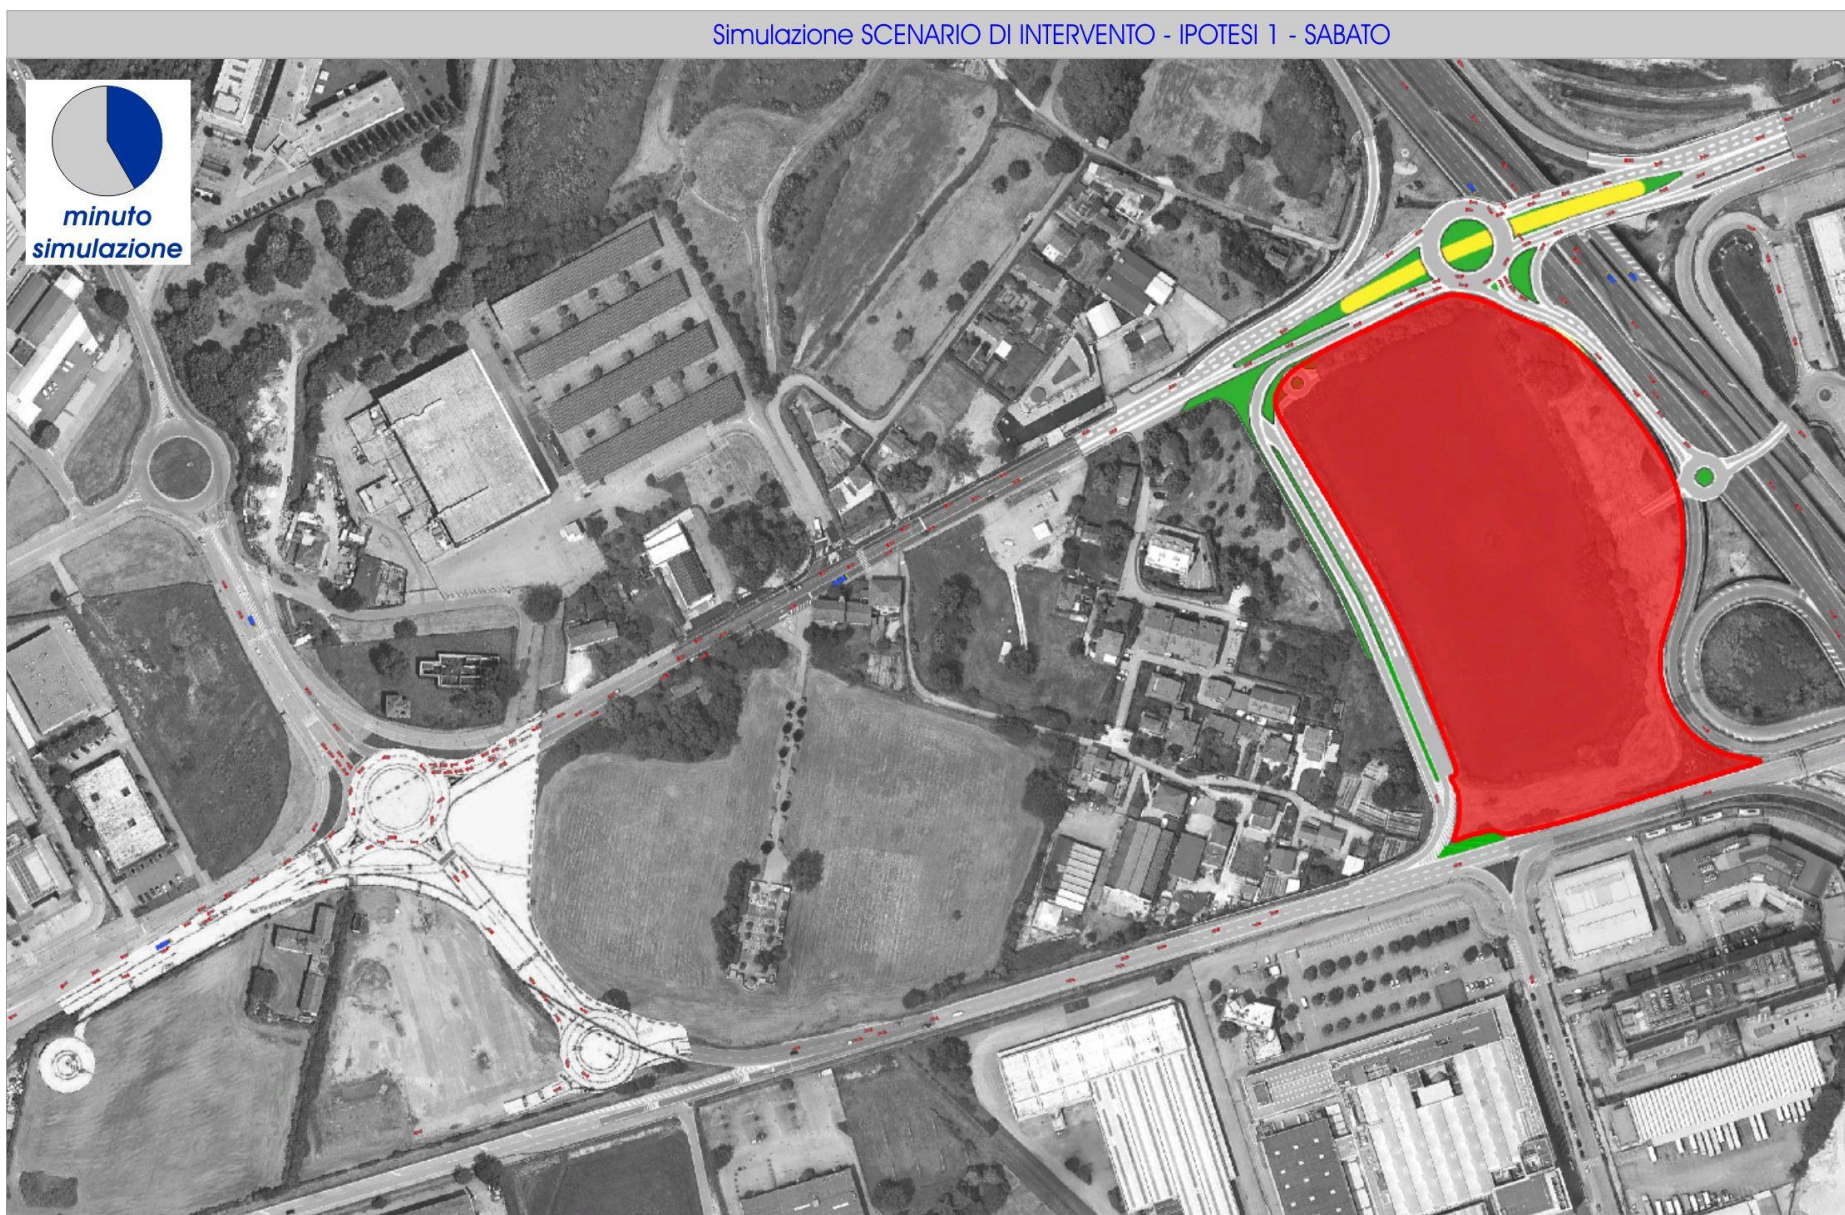 Simulazione SCENARIO DI INTERVENTO - IPOTESI 1 - SABATO
minuto
simulazione